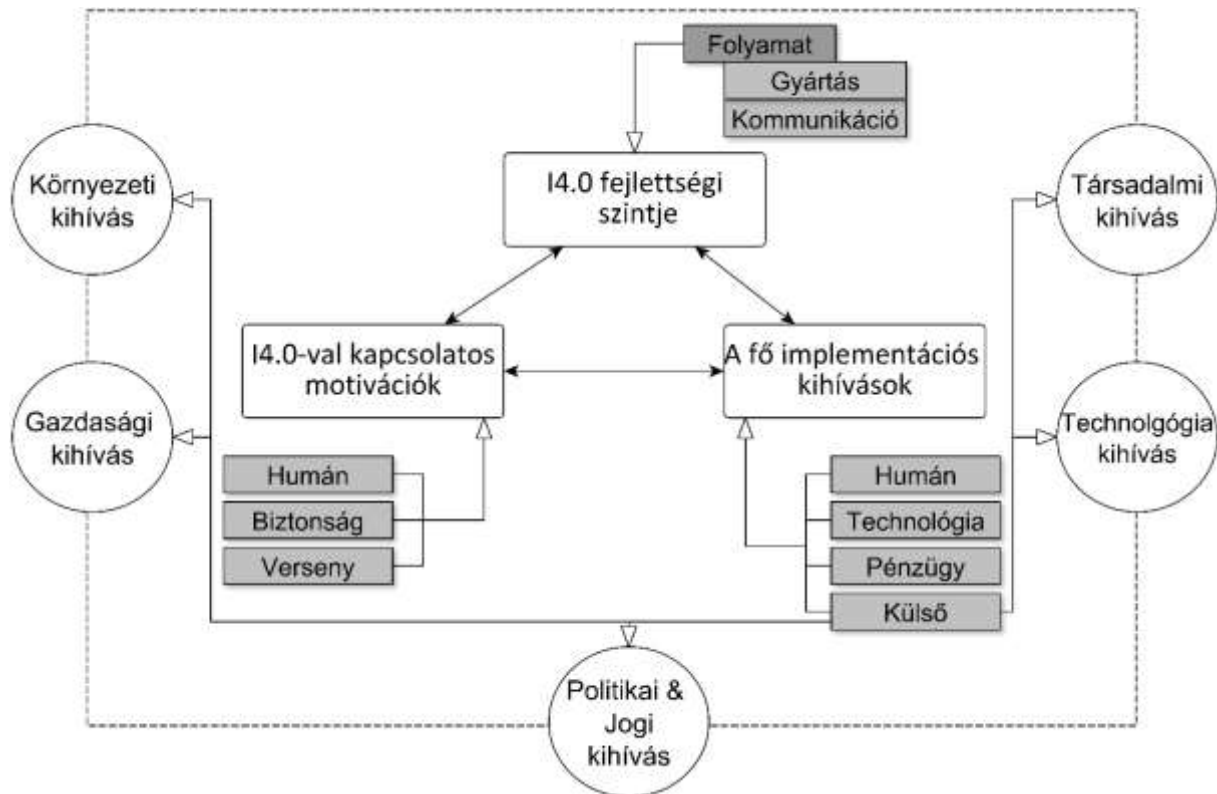 Folyamat
Gyártás
Kommunikáció
I4.0 fejlettségi
szintje
Környezeti
kihívás
Társadalmi
kihívás
I4.0-val kapcsolatos
motivációk
A fő implementációs
kihívások
Gazdasági
kihívás
Technolgógia
kihívás
Humán
Biztonság
Verseny
Humán
Technológia
Pénzügy
Külső
Politikai &
Jogi
kihívás